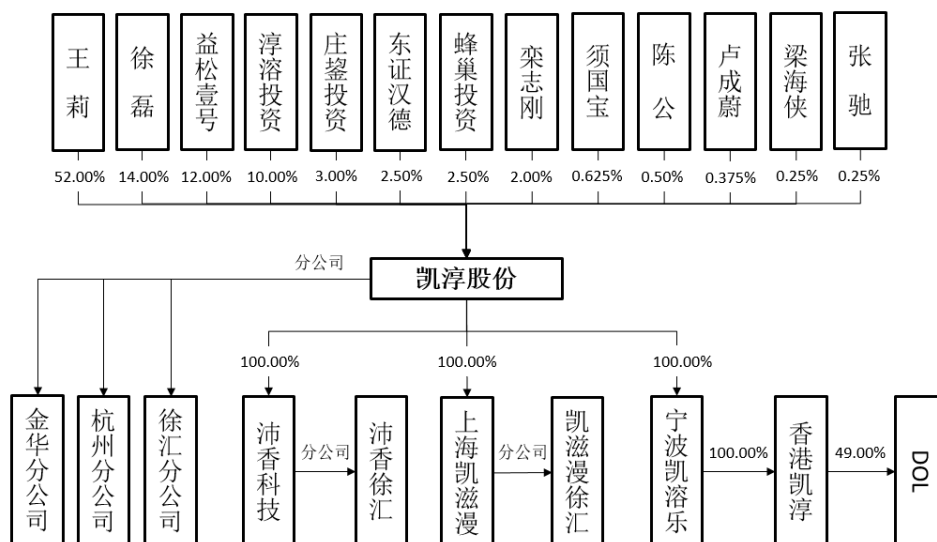 王莉
徐磊
益松壹号
淳溶投资
庄鋆投资
东证汉德
蜂巢投资
栾志刚
须国宝
陈公
卢成蔚
梁海侠
张驰
52.00%
14.00%
12.00%
10.00%
3.00%
2.50%
2.50%
2.00%
0.625%
0.50%
0.375%
0.25%
0.25%
分公司
凯淳股份
100.00%
100.00%
100.00%
金华分公司
杭州分公司
徐汇分公司
沛香科技
分公司
沛香徐汇
上海凯滋漫
分公司
凯滋漫徐汇
宁波凯溶乐
100.00%
香港凯淳
49.00%
DOL